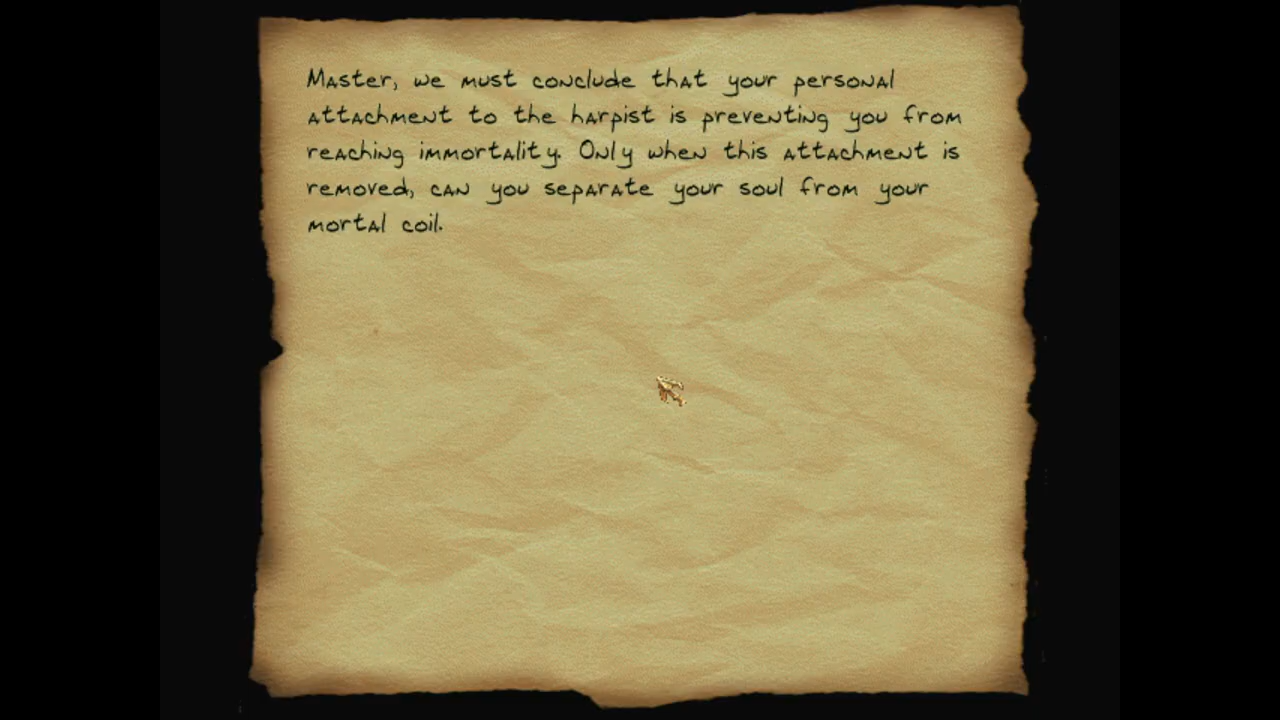 Master, we must conclude that your personal
attachment to the harpist is preventing you from
reaching immortality. Only when this attachment is
removed, can you separate your soul from your
mortal coil.